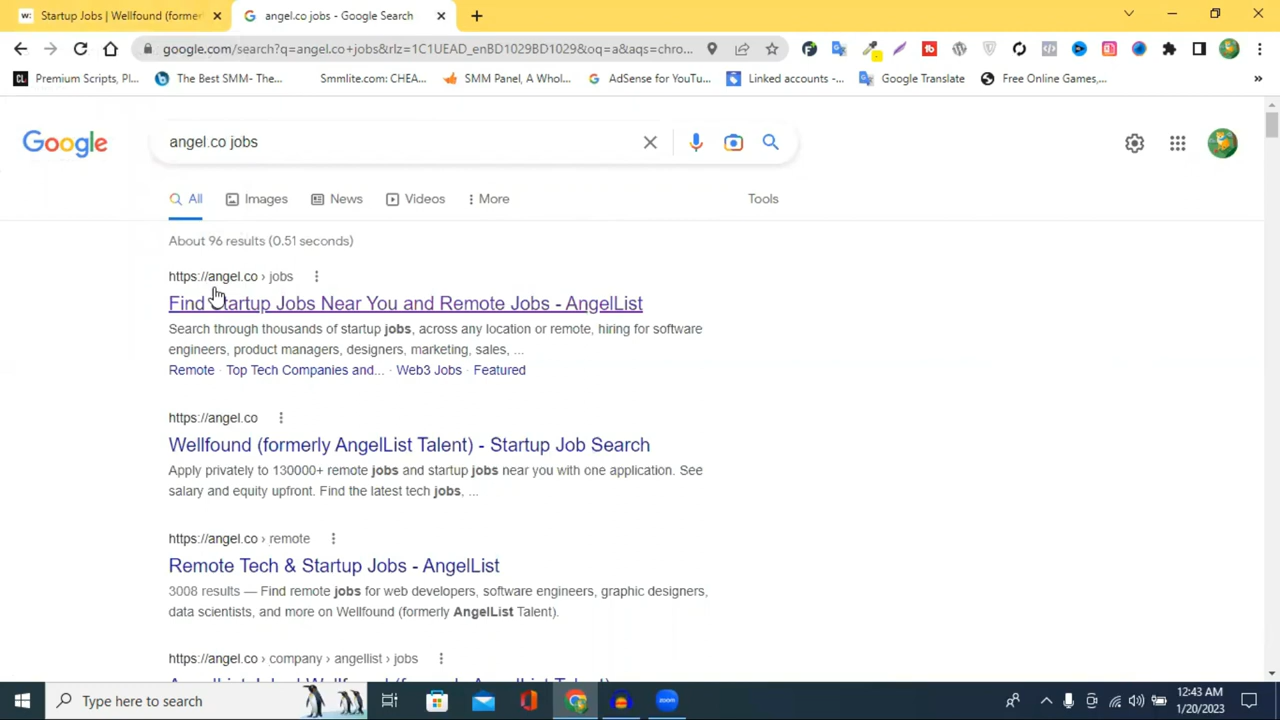 Startup Jobs | Wellfound (former
angel.co jobs - Google Search
google.com/search?q=angel.co+jobs&rlz=1C1UEAD_enBD1029BD1029&oq=a&aqs=chro...
Premium Scripts, Pl...
The Best SMM- The...
Smmlite.com: CHEA...
SMM Panel, A Whol...
AdSense for YouTu...
Linked accounts -...
Google Translate
Free Online Games,...
»
Google
angel.co jobs
All
Images
News
Videos
More
Tools
About 96 results (0.51 seconds)
https://angel.co › jobs
Find Startup Jobs Near You and Remote Jobs - AngelList
Search through thousands of startup jobs, across any location or remote, hiring for software
engineers, product managers, designers, marketing, sales, ...
Remote · Top Tech Companies and... · Web3 Jobs · Featured
https://angel.co
Wellfound (formerly AngelList Talent) - Startup Job Search
Apply privately to 130000+ remote jobs and startup jobs near you with one application. See
salary and equity upfront. Find the latest tech jobs, ...
https://angel.co › remote
Remote Tech & Startup Jobs - AngelList
3008 results — Find remote jobs for web developers, software engineers, graphic designers,
data scientists, and more on Wellfound (formerly AngelList Talent).
https://angel.co › company › angellist › jobs
Type here to search
zoom
12:43 AM
1/20/2023